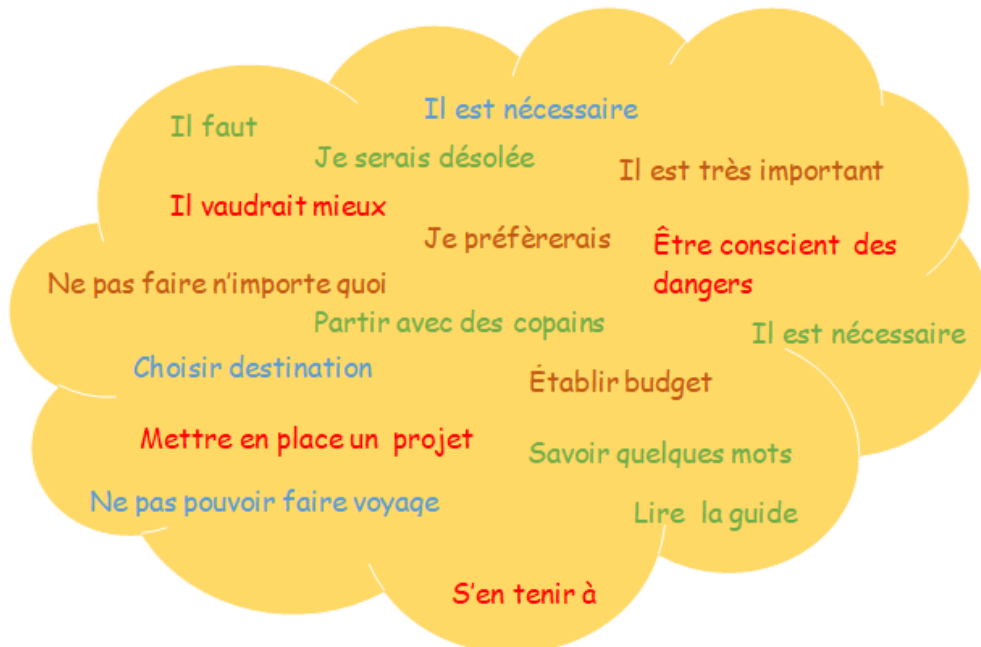 Il est nécessaire
Il faut
Je serais désolée
Il est très important
Il vaudrait mieux
Je préfèrerais
Être conscient des
dangers
Ne pas faire n'importe quoi
Partir avec des copains
Il est nécessaire
Choisir destination
Établir budget
Mettre en place un projet
Savoir quelques mots
Ne pas pouvoir faire voyage
Lire la guide
S'en tenir à